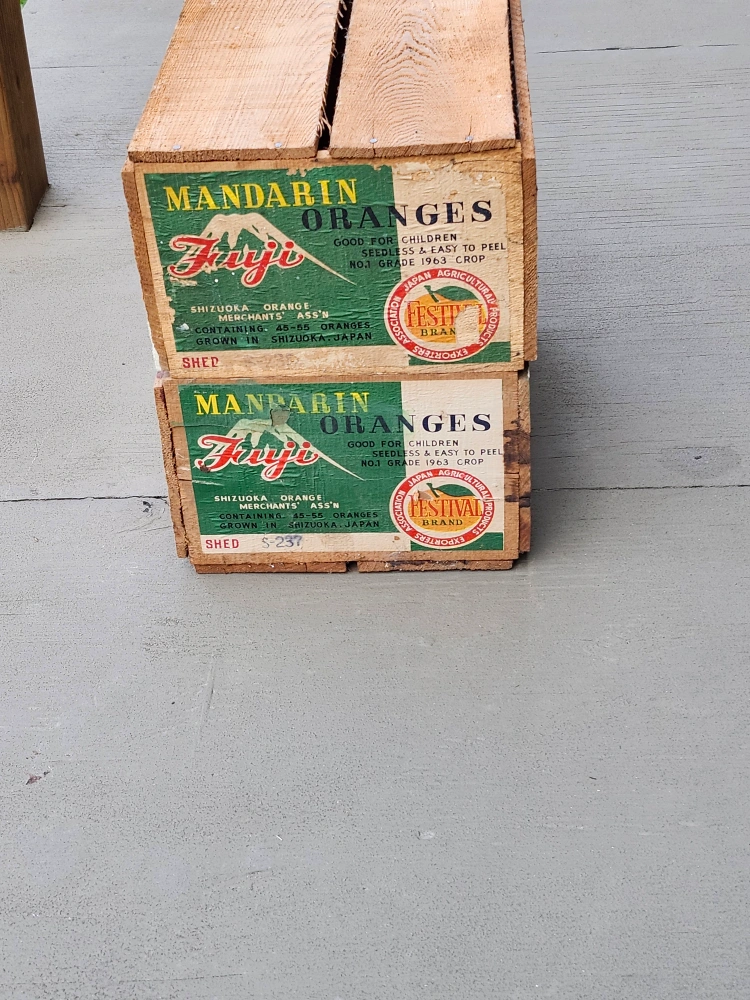 MANDARIN
ORANGES
Fuji
GOOD FOR CHILDREN
SEEDLESS & EASY TO PEEL
NO.1 GRADE 1963 CROP
SHIZUOKA ORANGE
MERCHANTS' ASS'N
CONTAINING. 45-55 ORANGES
GROWN IN SHIZUOKA. JAPAN
JAPAN AGRICULTURAL PRODUCTS EXPORTERS ASSOCIATION
FESTIVAL
BRAN
SHED
MANDARIN
ORANGES
Fuji
GOOD FOR CHILDREN
SEEDLESS & EASY TO PEEL
NO.1 GRADE 1963 CROP
SHIZUOKA ORANGE
MERCHANTS' ASS'N
CONTAINING. 45-55 ORANGES
GROWN IN SHIZUOKA. JAPAN
JAPAN AGRICULTURAL PRODUCTS EXPORTERS ASSOCIATION
FESTIVAL
BRAND
SHED S-237